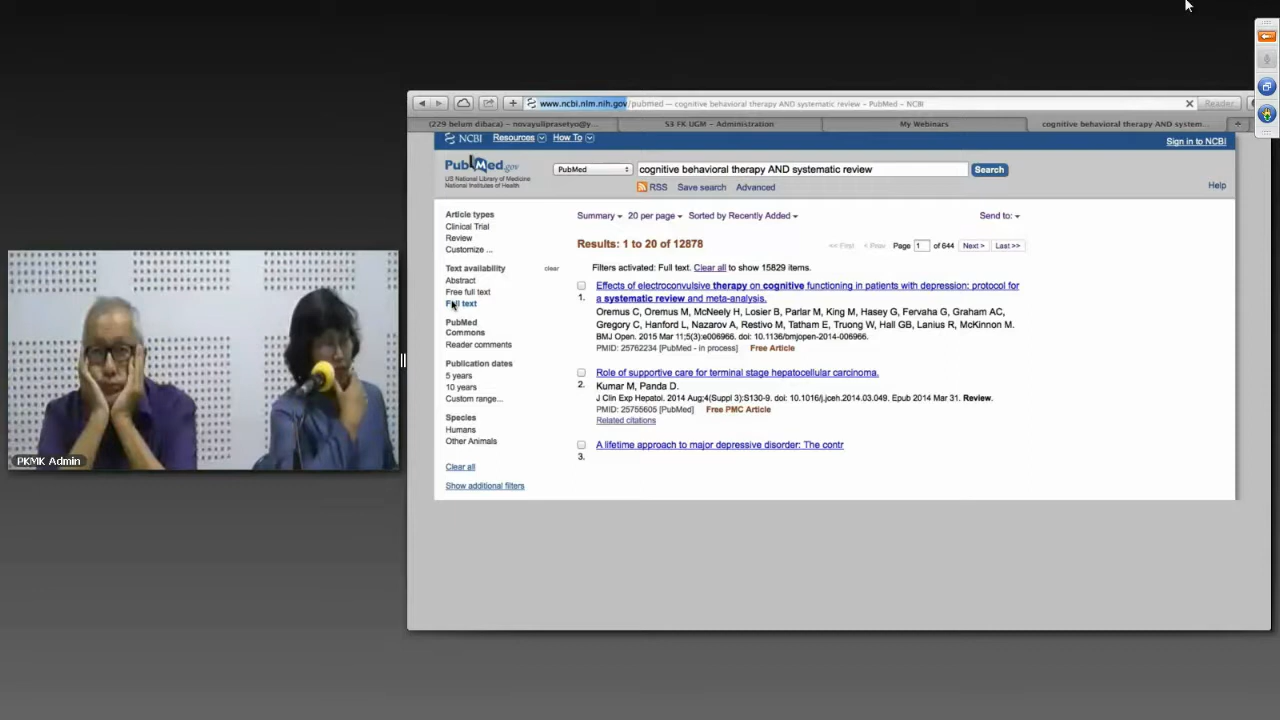 www.ncbi.nlm.nih.gov/pubmed — cognitive behavioral therapy AND systematic review – PubMed – NCBI
Reader
(229 belum dibaca) – novayuliprasetyo@y...
S3 FK UGM – Administration
My Webinars
cognitive behavioral therapy AND system...
NCBI Resources How To
Sign in to NCBI
PubMed.gov
US National Library of Medicine
National Institutes of Health
PubMed
cognitive behavioral therapy AND systematic review
Search
RSS Save search Advanced
Help
Article types
Clinical Trial
Review
Customize ...
Text availability
clear
Abstract
Free full text
Full text
PubMed
Commons
Reader comments
Publication dates
5 years
10 years
Custom range...
Species
Humans
Other Animals
Clear all
Show additional filters
Summary 20 per page Sorted by Recently Added
Send to:
Results: 1 to 20 of 12878
<< First < Prev Page 1 of 644 Next > Last >>
Filters activated: Full text. Clear all to show 15829 items.
Effects of electroconvulsive therapy on cognitive functioning in patients with depression: protocol for
1. a systematic review and meta-analysis.
Oremus C, Oremus M, McNeely H, Losier B, Parlar M, King M, Hasey G, Fervaha G, Graham AC,
Gregory C, Hanford L, Nazarov A, Restivo M, Tatham E, Truong W, Hall GB, Lanius R, McKinnon M.
BMJ Open. 2015 Mar 11;5(3):e006966. doi: 10.1136/bmjopen-2014-006966.
PMID: 25762234 [PubMed - in process] Free Article
Role of supportive care for terminal stage hepatocellular carcinoma.
2. Kumar M, Panda D.
J Clin Exp Hepatol. 2014 Aug;4(Suppl 3):S130-9. doi: 10.1016/j.jceh.2014.03.049. Epub 2014 Mar 31. Review.
PMID: 25755605 [PubMed] Free PMC Article
Related citations
A lifetime approach to major depressive disorder: The contr
3.
PKMK Admin